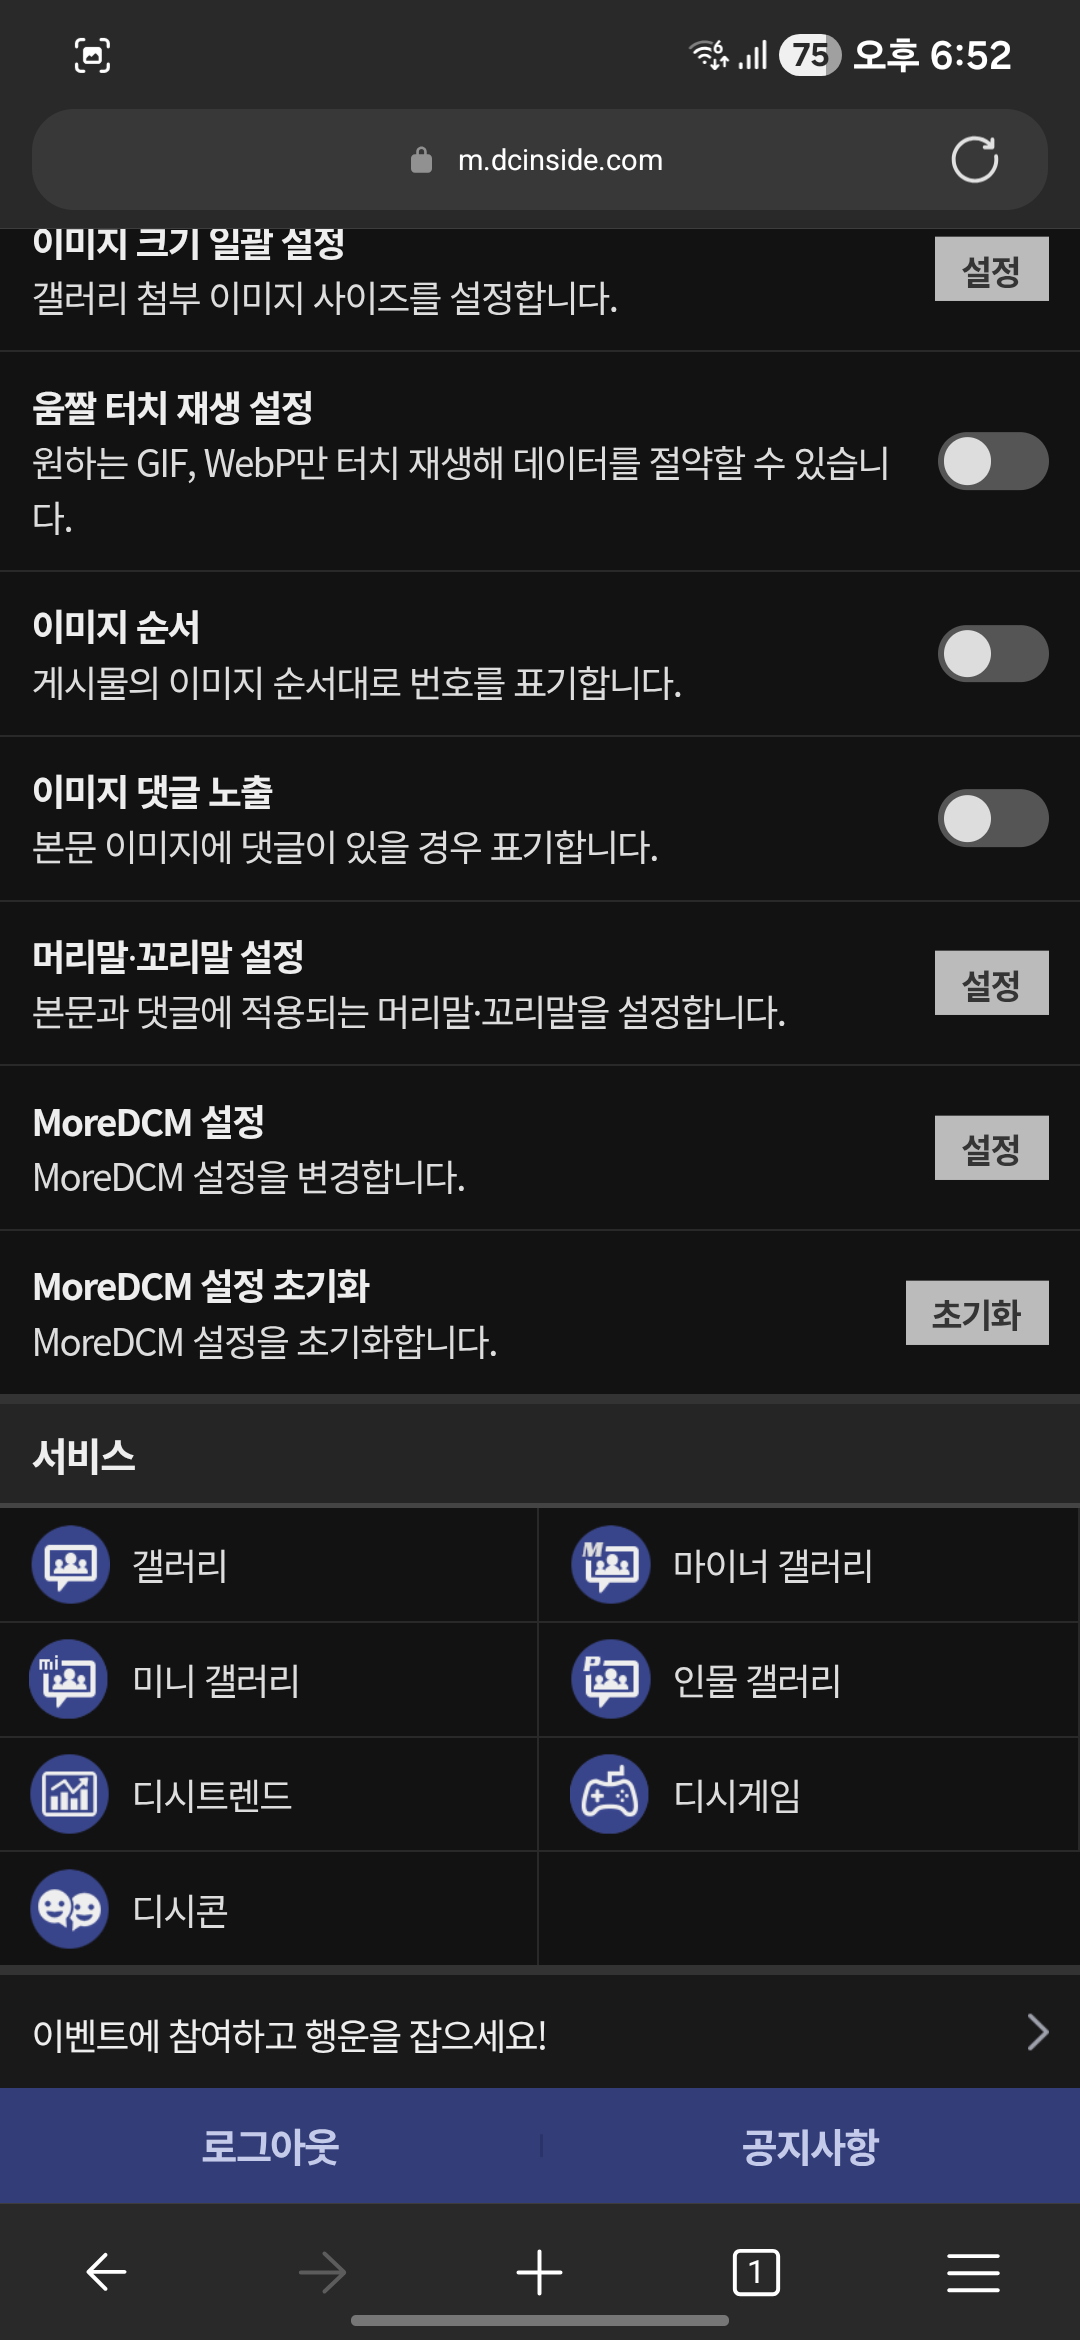 오후 6:52
75
6
m.dcinside.com
이미지 크기 일괄 설정
갤러리 첨부 이미지 사이즈를 설정합니다.
설정
움짤 터치 재생 설정
원하는 GIF, WebP만 터치 재생해 데이터를 절약할 수 있습니
다.
이미지 순서
게시물의 이미지 순서대로 번호를 표기합니다.
이미지 댓글 노출
본문 이미지에 댓글이 있을 경우 표기합니다.
머리말·꼬리말 설정
본문과 댓글에 적용되는 머리말·꼬리말을 설정합니다.
설정
MoreDCM 설정
MoreDCM 설정을 변경합니다.
설정
MoreDCM 설정 초기화
MoreDCM 설정을 초기화합니다.
초기화
서비스
갤러리
M
마이너 갤러리
mi
미니 갤러리
P
인물 갤러리
디시트렌드
디시게임
디시콘
이벤트에 참여하고 행운을 잡으세요!
로그아웃
공지사항
1